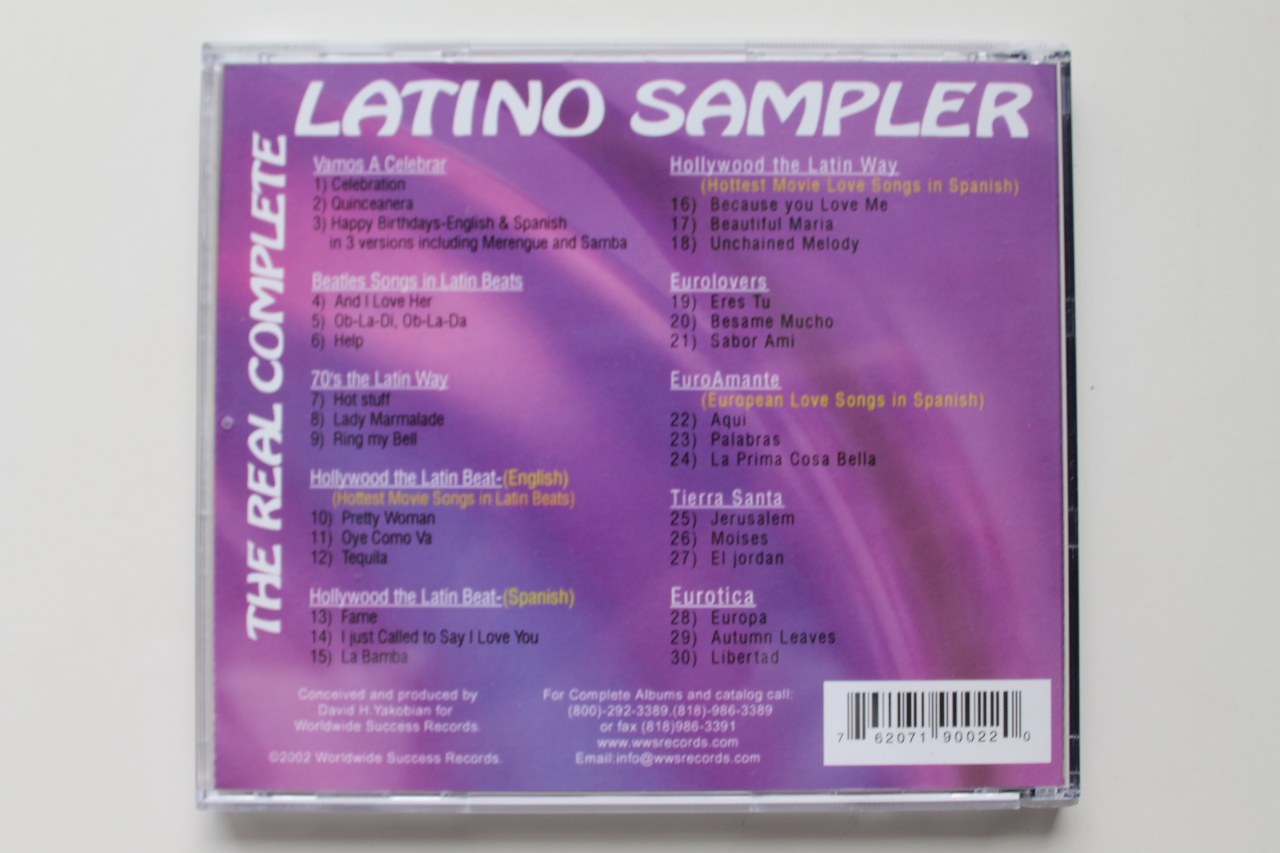 THE REAL COMPLETE
LATINO SAMPLER
Vamos A Celebrar
1) Celebration
2) Quinceanera
3) Happy Birthdays-English & Spanish
in 3 versions including Merengue and Samba
Beatles Songs in Latin Beats
4) And I Love Her
5) Ob-La-Di, Ob-La-Da
6) Help
70's the Latin Way
7) Hot stuff
8) Lady Marmalade
9) Ring my Bell
Hollywood the Latin Beat-(English)
(Hottest Movie Songs in Latin Beats)
10) Pretty Woman
11) Oye Como Va
12) Tequila
Hollywood the Latin Beat-(Spanish)
13) Fame
14) I just Called to Say I Love You
15) La Bamba
Hollywood the Latin Way
(Hottest Movie Love Songs in Spanish)
16) Because you Love Me
17) Beautiful Maria
18) Unchained Melody
Eurolovers
19) Eres Tu
20) Besame Mucho
21) Sabor Ami
EuroAmante
(European Love Songs in Spanish)
22) Aqui
23) Palabras
24) La Prima Cosa Bella
Tierra Santa
25) Jerusalem
26) Moises
27) El jordan
Eurotica
28) Europa
29) Autumn Leaves
30) Libertad
Conceived and produced by
David H.Yakobian for
Worldwide Success Records.
©2002 Worldwide Success Records.
For Complete Albums and catalog call:
(800)-292-3389.(818)-986-3389
or fax (818)986-3391
www.wwsrecords.com
Email:info@wwsrecords.com
7 62071 90022 0